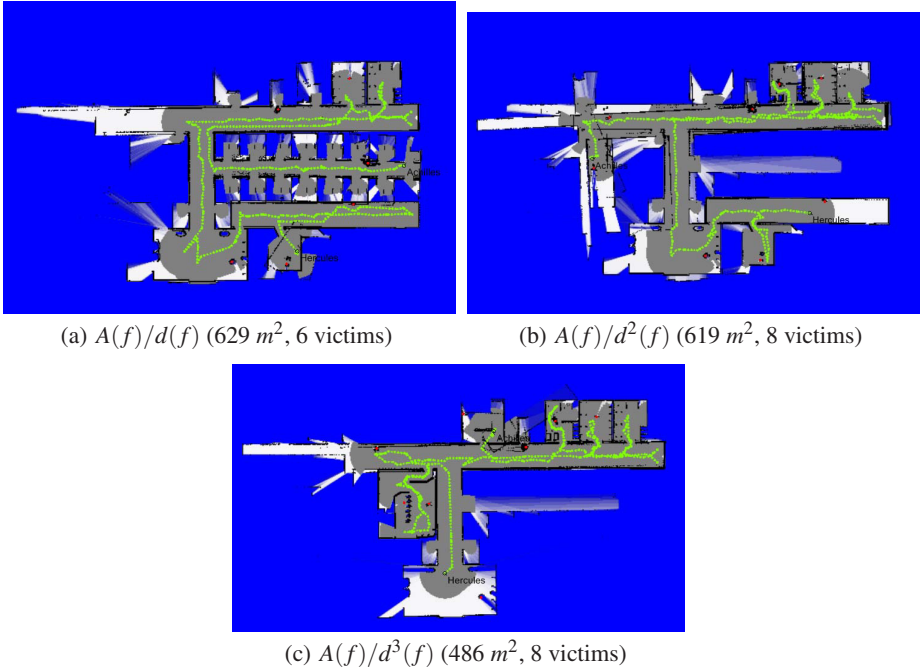 Achilles
Hercules
Hercules
(a) A(f)/d(f) (629 m², 6 victims)
(b) A(f)/d²(f) (619 m², 8 victims)
Achilles
Hercules
(c) A(f)/d³(f) (486 m², 8 victims)